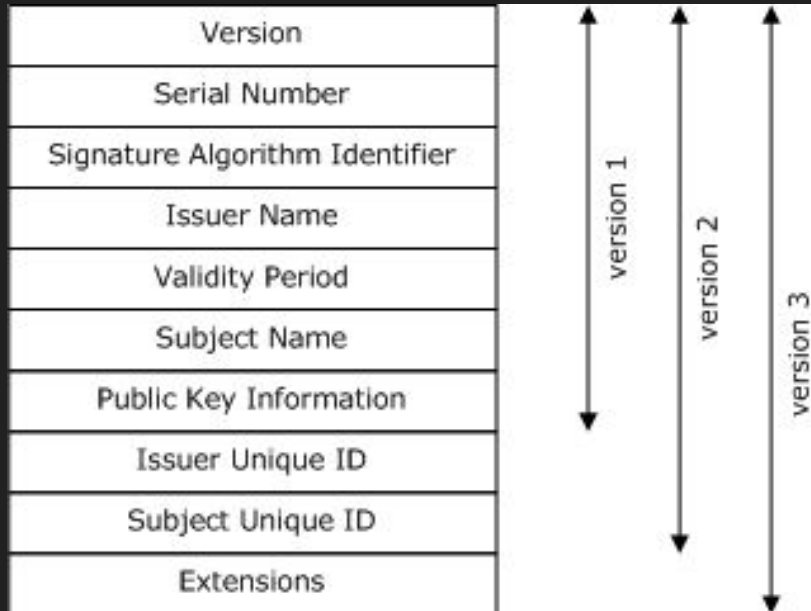 Version
Serial Number
Signature Algorithm Identifier
Issuer Name
Validity Period
Subject Name
Public Key Information
Issuer Unique ID
Subject Unique ID
Extensions
version 1
version 2
version 3